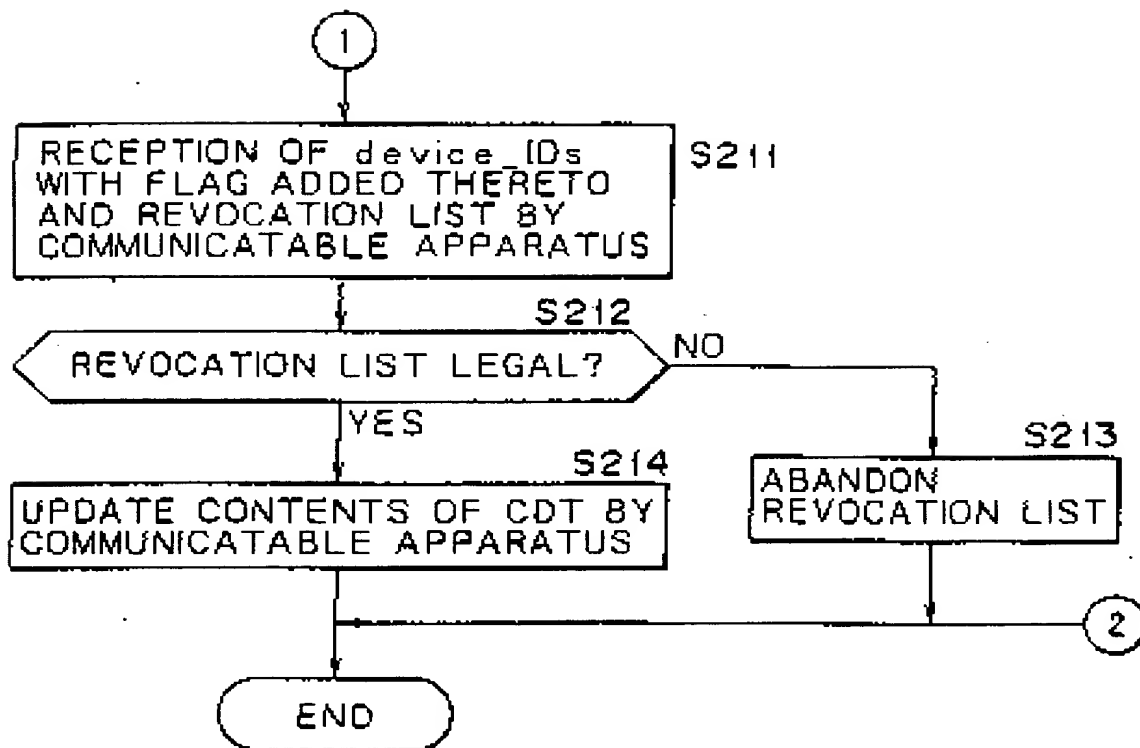 1
RECEPTION OF device_IDs
WITH FLAG ADDED THERETO
AND REVOCATION LIST BY
COMMUNICATABLE APPARATUS
S211
S212
REVOCATION LIST LEGAL?
NO
YES
S214
UPDATE CONTENTS OF CDT BY
COMMUNICATABLE APPARATUS
S213
ABANDON
REVOCATION LIST
2
END